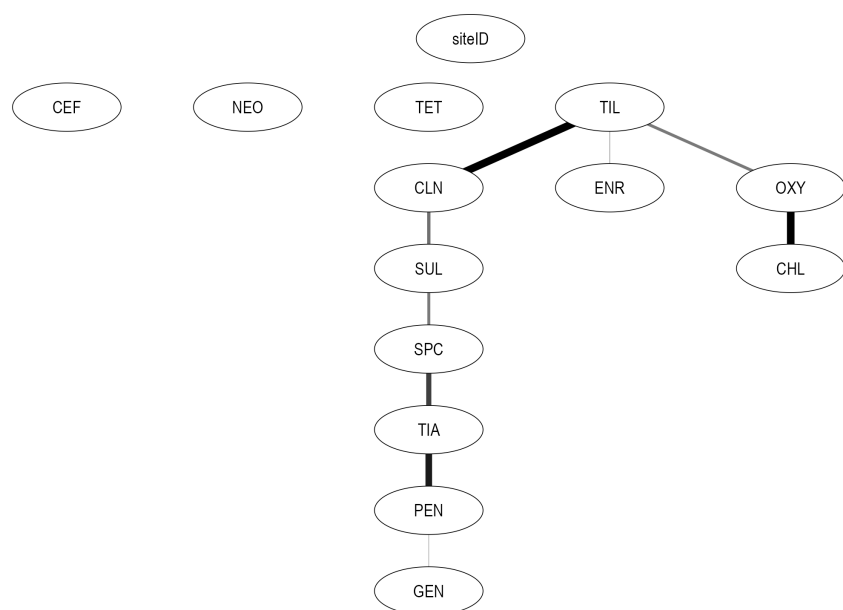 siteID
CEF NEO TET TIL
CLN ENR OXY
SUL CHL
SPC
TIA
PEN
GEN